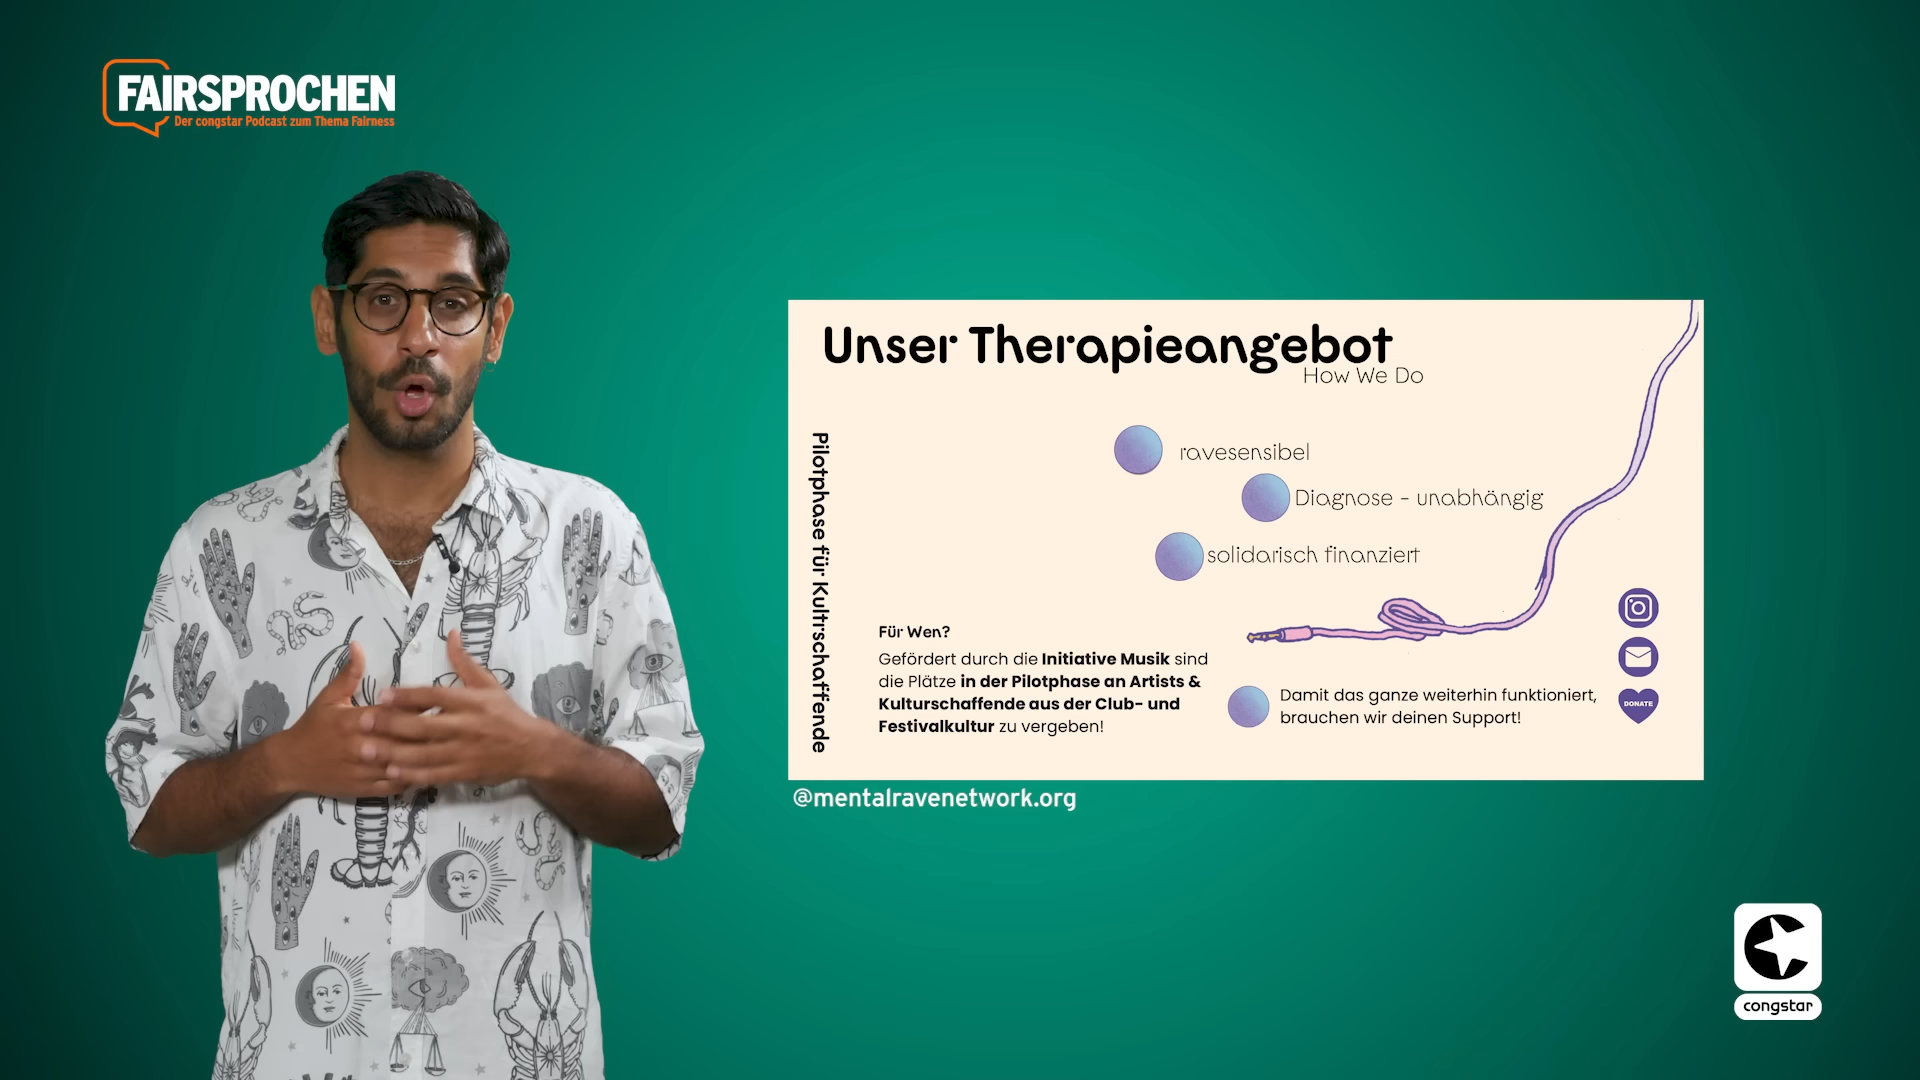 FAIRSPROCHEN
Der congstar Podcast zum Thema Fairness
Unser Therapieangebot
How We Do
Pilotphase für Kultrschaffende
ravesensibel
Diagnose - unabhängig
solidarisch finanziert
Für Wen?
Gefördert durch die Initiative Musik sind
die Plätze in der Pilotphase an Artists &
Kulturschaffende aus der Club- und
Festivalkultur zu vergeben!
Damit das ganze weiterhin funktioniert,
brauchen wir deinen Support!
DONATE
@mentalravenetwork.org
congstar